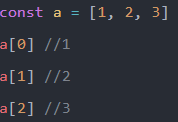 const a = [1, 2, 3]
a[0] //1
a[1] //2
a[2] //3